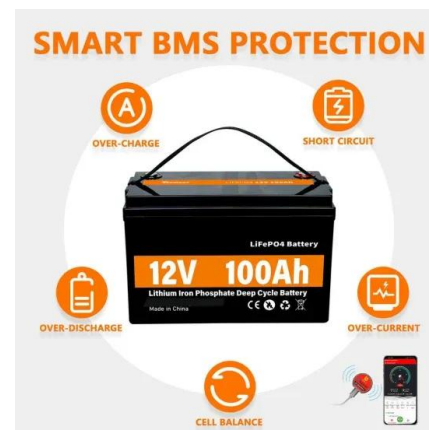 SMART BMS PROTECTION
A
OVER-CHARGE
SHORT CIRCUIT
LiFePO4 Battery
12V 100Ah
Lithium Iron Phosphate Deep Cycle Battery
Made in China
CE
OVER-DISCHARGE
OVER-CURRENT
CELL BALANCE